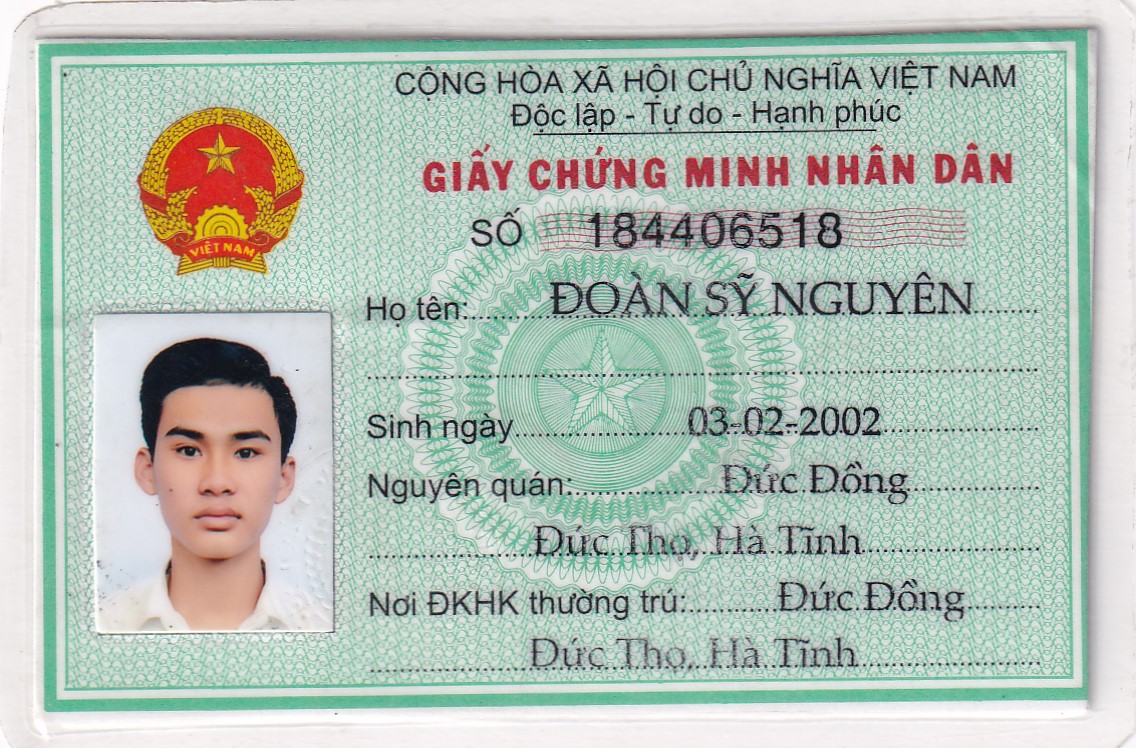 CỘNG HÒA XÃ HỘI CHỦ NGHĨA VIỆT NAM
Độc lập - Tự do - Hạnh phúc
GIẤY CHỨNG MINH NHÂN DÂN
SỐ 184406518
VIỆT NAM
Họ tên: ĐOÀN SỸ NGUYÊN
Sinh ngày 03-02-2002
Nguyên quán: Đức Đồng
Đức Thọ, Hà Tĩnh
Nơi ĐKHK thường trú: Đức Đồng
Đức Thọ, Hà Tĩnh